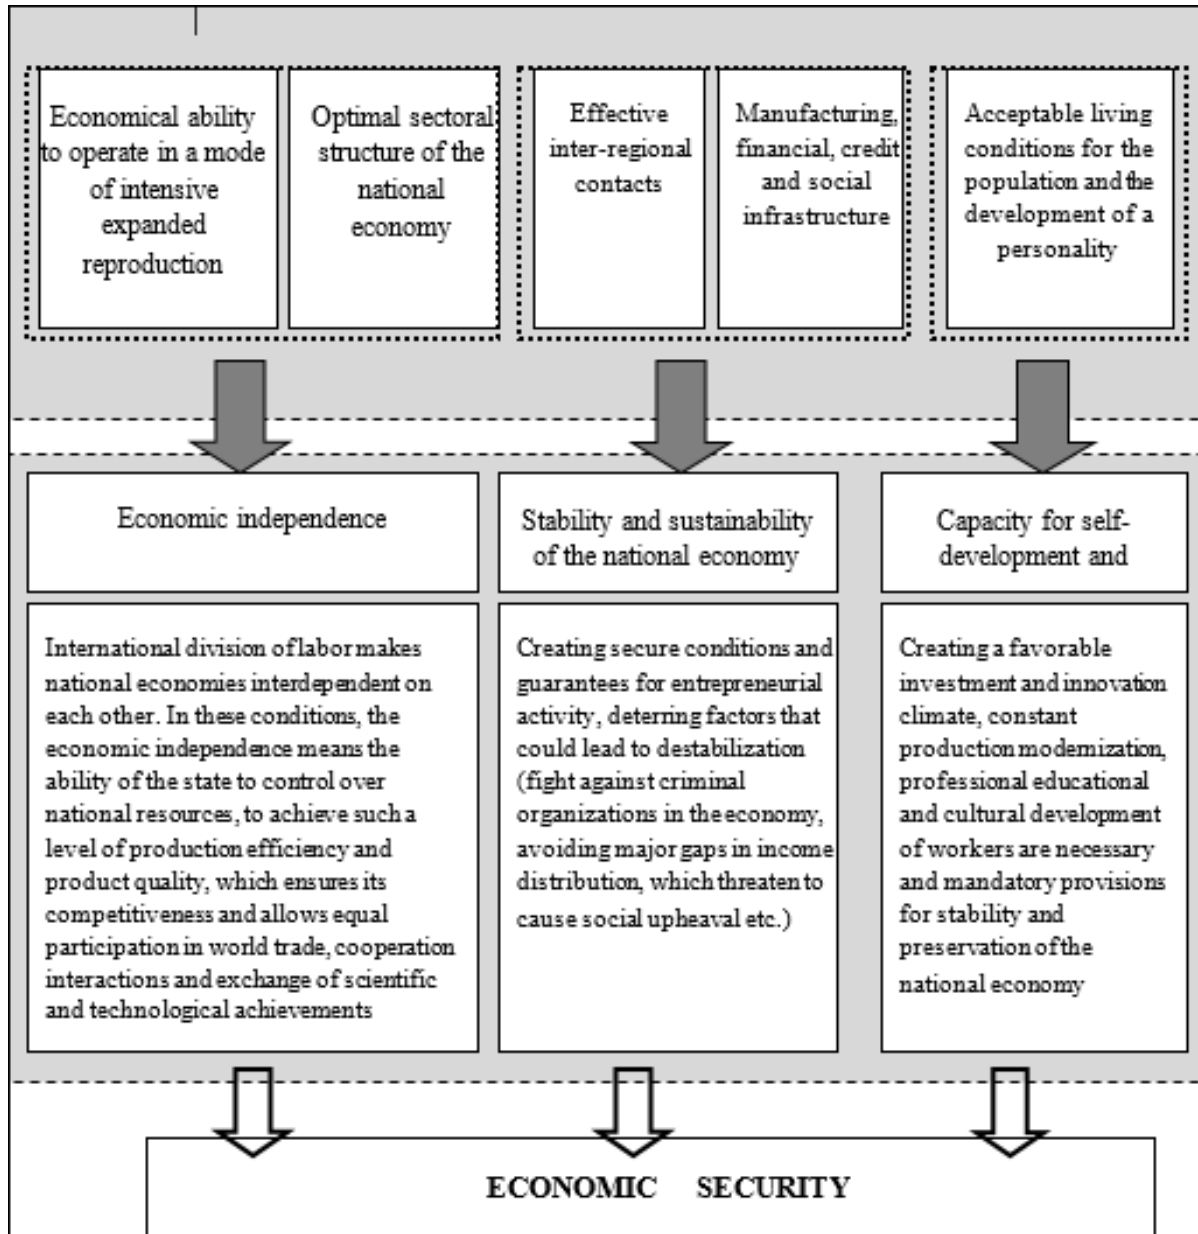 Economical ability
to operate in a mode
of intensive
expanded
reproduction
Optimal sectoral
structure of the
national
economy
Effective
inter-regional
contacts
Manufacturing,
financial, credit
and social
infrastructure
Acceptable living
conditions for the
population and the
development of a
personality
Economic independence
Stability and sustainability
of the national economy
Capacity for self-
development and
International division of labor makes
national economies interdependent on
each other. In these conditions, the
economic independence means the
ability of the state to control over
national resources, to achieve such a
level of production efficiency and
product quality, which ensures its
competitiveness and allows equal
participation in world trade, cooperation
interactions and exchange of scientific
and technological achievements
Creating secure conditions and
guarantees for entrepreneurial
activity, deterring factors that
could lead to destabilization
(fight against criminal
organizations in the economy,
avoiding major gaps in income
distribution, which threaten to
cause social upheaval etc.)
Creating a favorable
investment and innovation
climate, constant
production modernization,
professional educational
and cultural development
of workers are necessary
and mandatory provisions
for stability and
preservation of the
national economy
ECONOMIC SECURITY